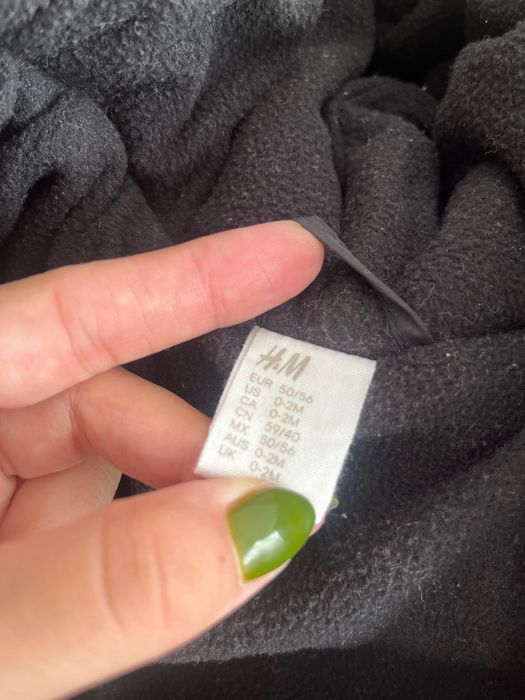 H&M
EUR 50/56
US 0-2M
CA 0-2M
CN 59/40
MX 50/56
AUS 0-2M
UK 0-2M